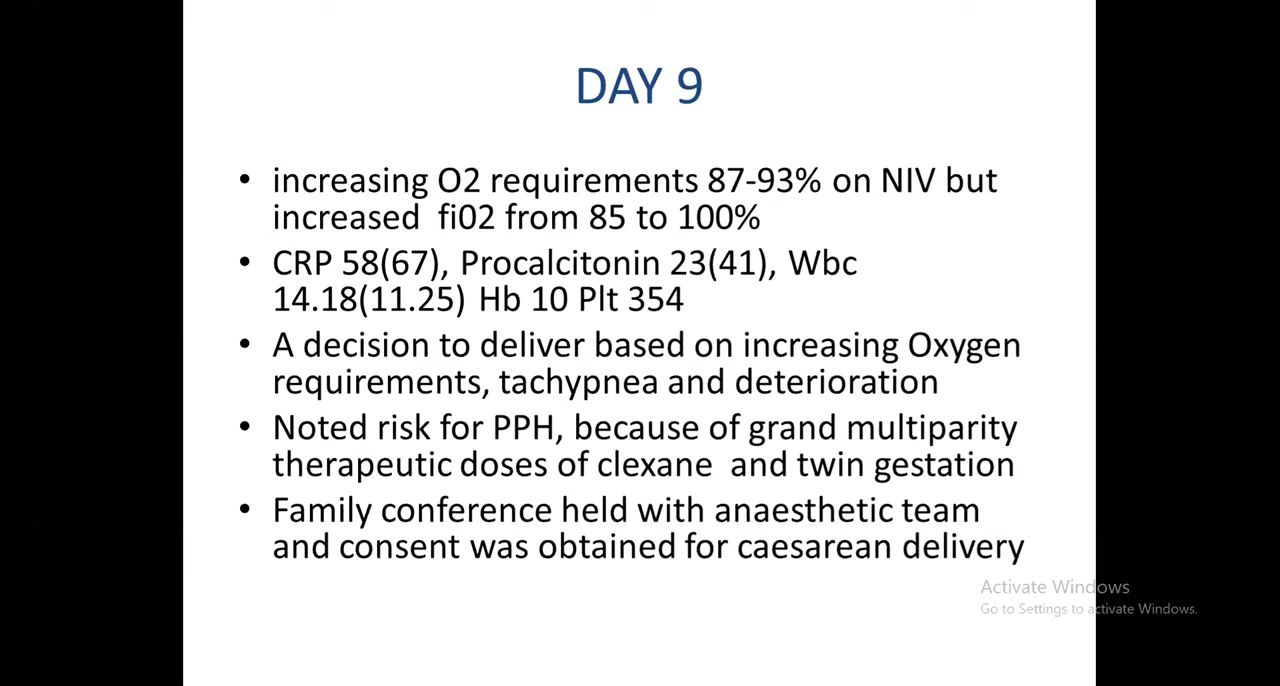 DAY 9
• increasing O2 requirements 87-93% on NIV but
increased fi02 from 85 to 100%
• CRP 58(67), Procalcitonin 23(41), Wbc
14.18(11.25) Hb 10 Plt 354
• A decision to deliver based on increasing Oxygen
requirements, tachypnea and deterioration
• Noted risk for PPH, because of grand multiparity
therapeutic doses of clexane and twin gestation
• Family conference held with anaesthetic team
and consent was obtained for caesarean delivery
Activate Windows
Go to Settings to activate Windows.